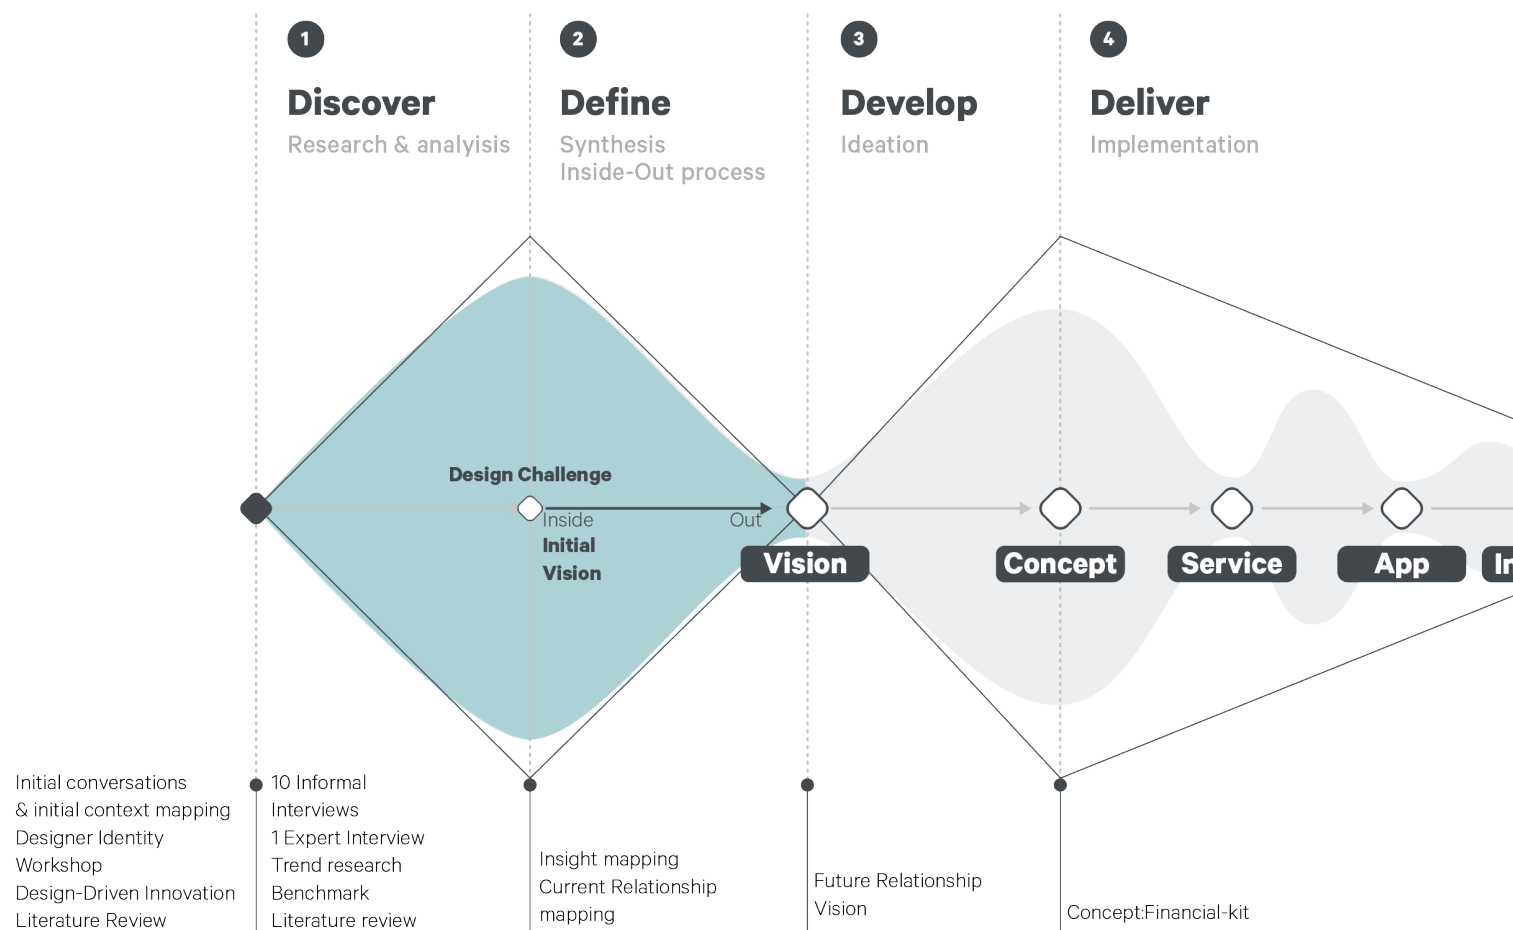 1
Discover
Research & analyisis
2
Define
Synthesis
Inside-Out process
3
Develop
Ideation
4
Deliver
Implementation
Design Challenge
Inside
Out
Initial
Vision
Vision
Concept
Service
App
Initial conversations
& initial context mapping
Designer Identity
Workshop
Design-Driven Innovation
Literature Review
10 Informal
Interviews
1 Expert Interview
Trend research
Benchmark
Literature review
Insight mapping
Current Relationship
mapping
Future Relationship
Vision
Concept:Financial-kit